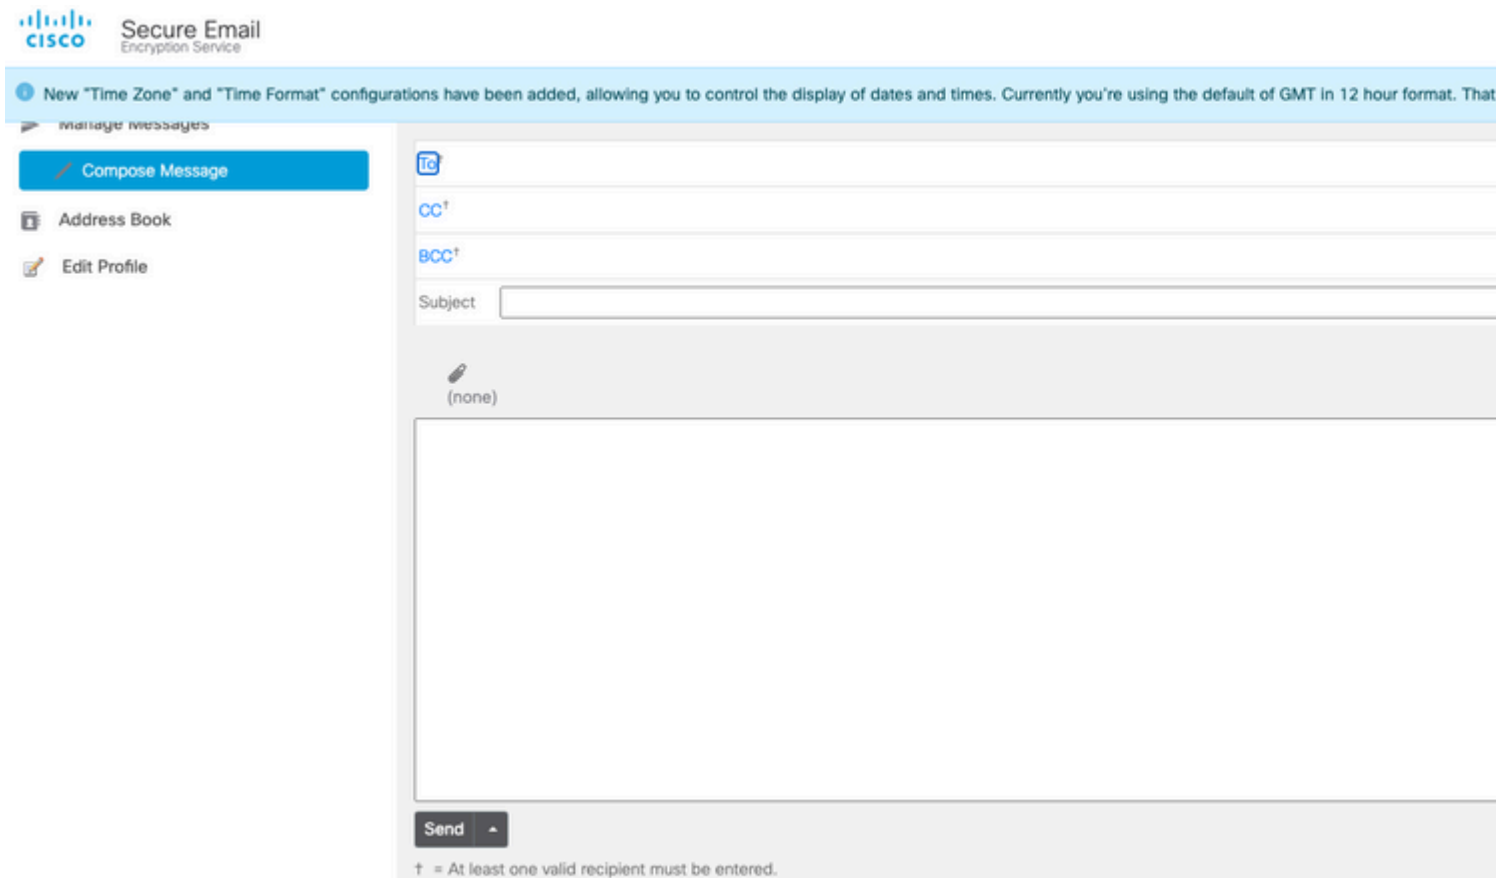 CISCO
Secure Email
Encryption Service
New "Time Zone" and "Time Format" configurations have been added, allowing you to control the display of dates and times. Currently you're using the default of GMT in 12 hour format. That
Manage Messages
Compose Message
Address Book
Edit Profile
To†
CC†
BCC†
Subject
(none)
Send
† = At least one valid recipient must be entered.